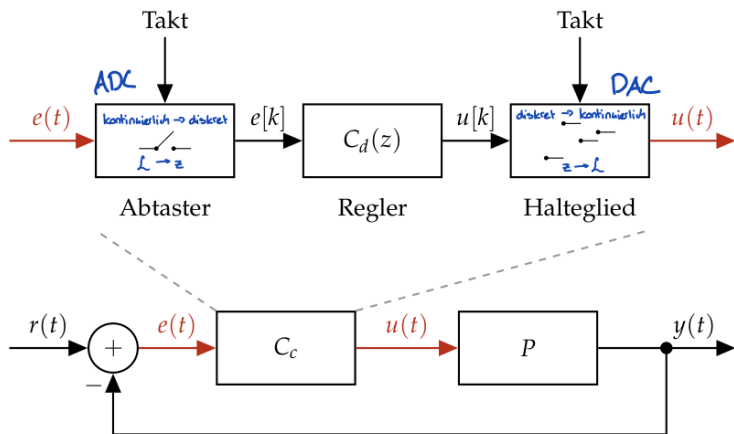 Takt
Takt
ADC
DAC
e(t)
kontinuierlich → diskret
L → z
e[k]
C_d(z)
u[k]
diskret → kontinuierlich
z → L
u(t)
Abtaster
Regler
Halteglied
r(t)
+
−
e(t)
C_c
u(t)
P
y(t)